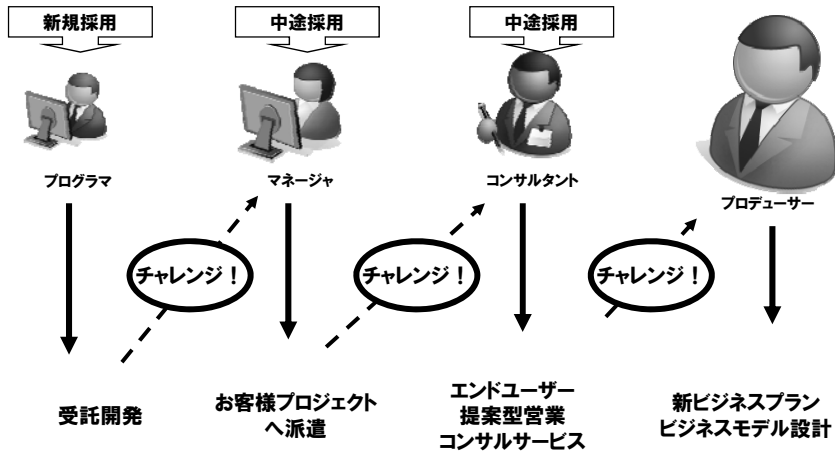 新規採用
中途採用
中途採用
プログラマ
マネージャ
コンサルタント
プロデューサー
チャレンジ！
チャレンジ！
チャレンジ！
受託開発
お客様プロジェクト
へ派遣
エンドユーザー
提案型営業
コンサルサービス
新ビジネスプラン
ビジネスモデル設計